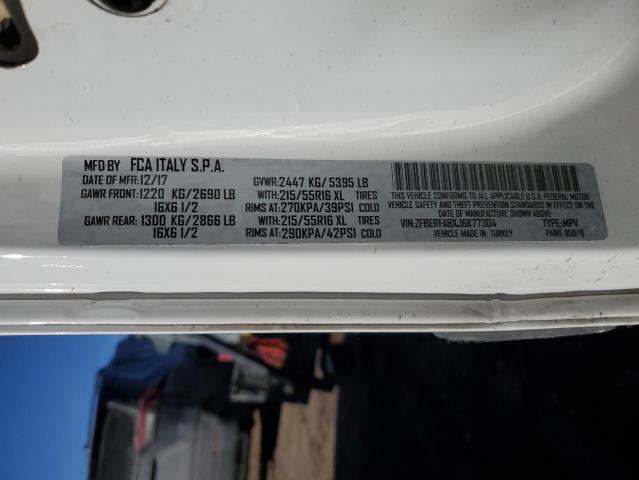 MFD BY FCA ITALY S.P.A.
DATE OF MFR:12/17 GVWR:2447 KG/5395 LB
GAWR FRONT:1220 KG/2690 LB WITH:215/55R16 XL TIRES
16X6 1/2 RIMS AT:270KPA/39PSI COLD
GAWR REAR:1300 KG/2866 LB WITH:215/55R16 XL TIRES
16X6 1/2 RIMS AT:290KPA/42PSI COLD
THIS VEHICLE CONFORMS TO ALL APPLICABLE U.S.A. FEDERAL MOTOR
VEHICLE SAFETY AND THEFT PREVENTION STANDARDS IN EFFECT ON THE
DATE OF MANUFACTURE SHOWN ABOVE
VIN:ZFBERFABXJ6K77304 TYPE:MPV
VEHICLE MADE IN: TURKEY PAINT: 850/B